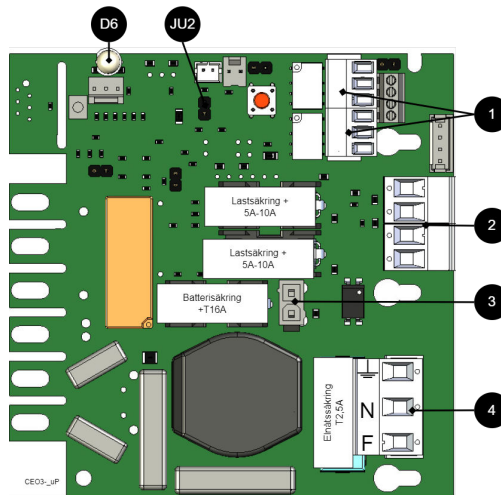 D6
JU2
1
Lastsäkring +
5A-10A
2
Lastsäkring +
5A-10A
Batterisäkring
+T16A
3
Elnätssäkring
T2,5A
N
F
4
CEO3-_uP